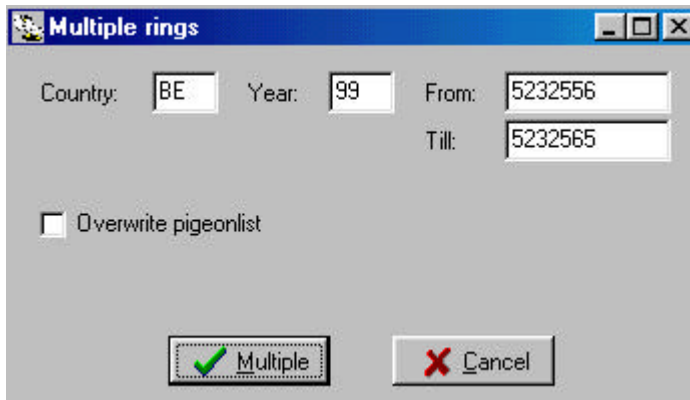 Multiple rings
Country: BE Year: 99 From: 5232556
Till: 5232565
Overwrite pigeonlist
Multiple Cancel